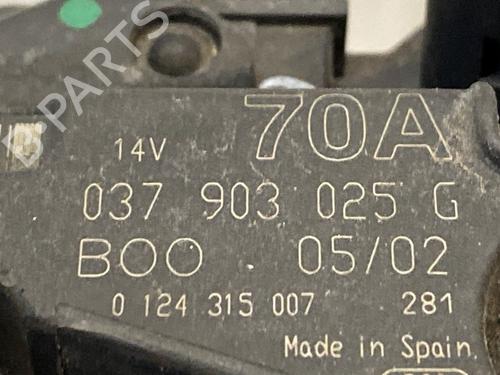 B-PARTS
14V 70A
037 903 025 G
BOO 05/02
0 124 315 007 281
Made in Spain.